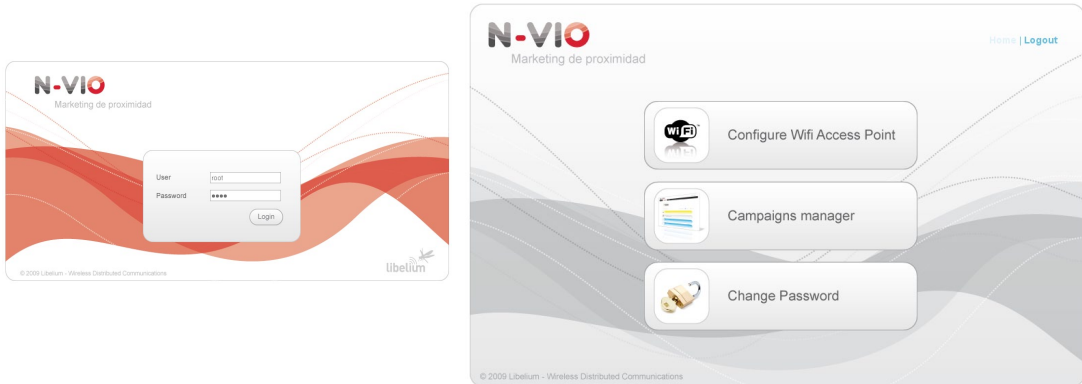 N-VIO
Marketing de proximidad
User
root
Password
••••
Login
libelium
© 2009 Libelium - Wireless Distributed Communications
N-VIO
Marketing de proximidad
Home | Logout
WiFi
Configure Wifi Access Point
Campaigns manager
Change Password
© 2009 Libelium - Wireless Distributed Communications